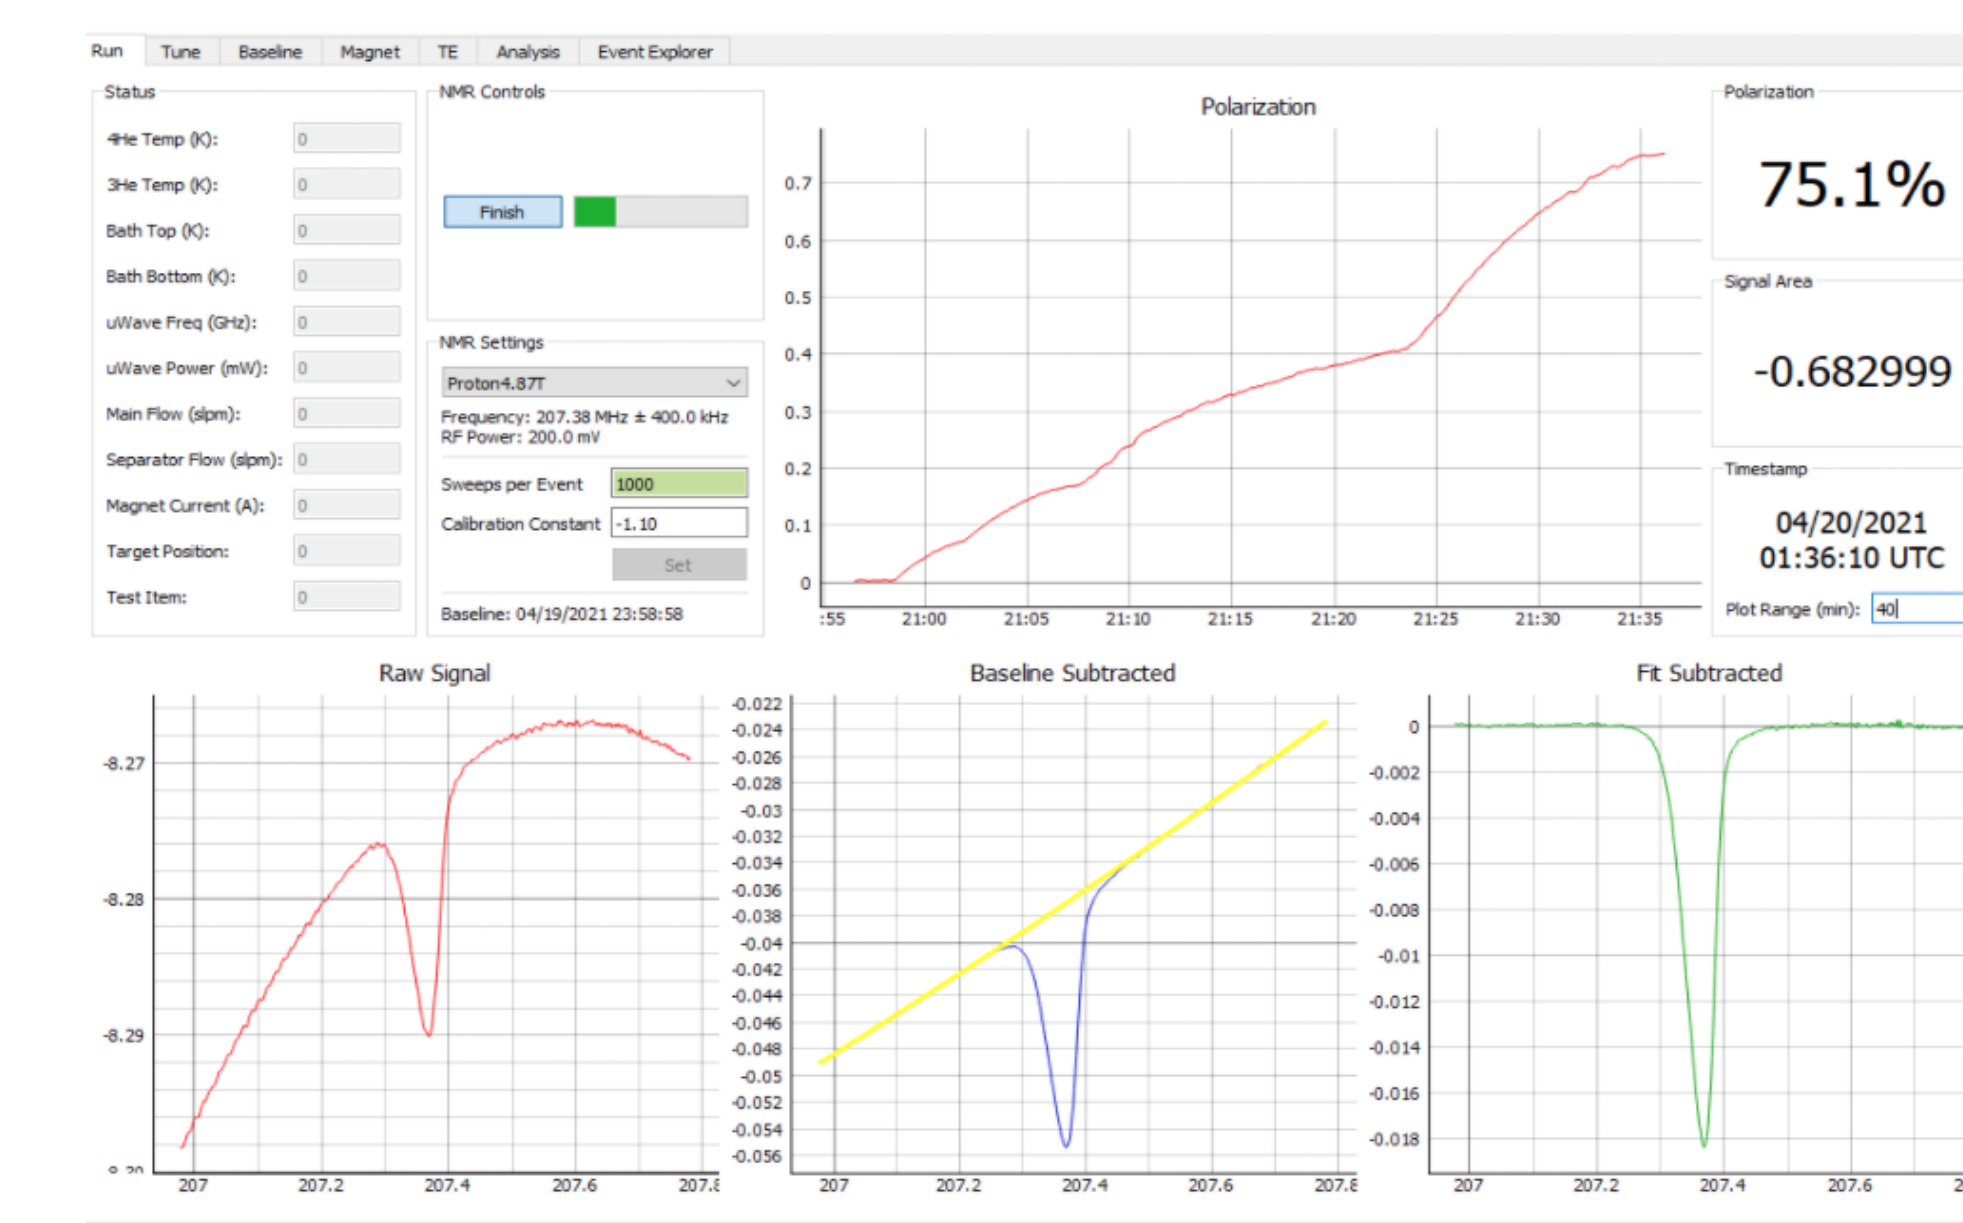 Run Tune Baseline Magnet TE Analysis Event Explorer
Status
4He Temp (K): 0
3He Temp (K): 0
Bath Top (K): 0
Bath Bottom (K): 0
uWave Freq (GHz): 0
uWave Power (mW): 0
Main Flow (slpm): 0
Separator Flow (slpm): 0
Magnet Current (A): 0
Target Position: 0
Test Item: 0
NMR Controls
Finish
NMR Settings
Proton4.87T
Frequency: 207.38 MHz ± 400.0 kHz
RF Power: 200.0 mV
Sweeps per Event 1000
Calibration Constant -1.10
Set
Baseline: 04/19/2021 23:58:58
Polarization
0.7
0.6
0.5
0.4
0.3
0.2
0.1
0
:55 21:00 21:05 21:10 21:15 21:20 21:25 21:30 21:35
Polarization
75.1%
Signal Area
-0.682999
Timestamp
04/20/2021
01:36:10 UTC
Plot Range (min): 40
Raw Signal
-8.27
-8.28
-8.29
207 207.2 207.4 207.6 207.8
Baseline Subtracted
-0.022
-0.024
-0.026
-0.028
-0.03
-0.032
-0.034
-0.036
-0.038
-0.04
-0.042
-0.044
-0.046
-0.048
-0.05
-0.052
-0.054
-0.056
207 207.2 207.4 207.6 207.8
Fit Subtracted
0
-0.002
-0.004
-0.006
-0.008
-0.01
-0.012
-0.014
-0.016
-0.018
207 207.2 207.4 207.6